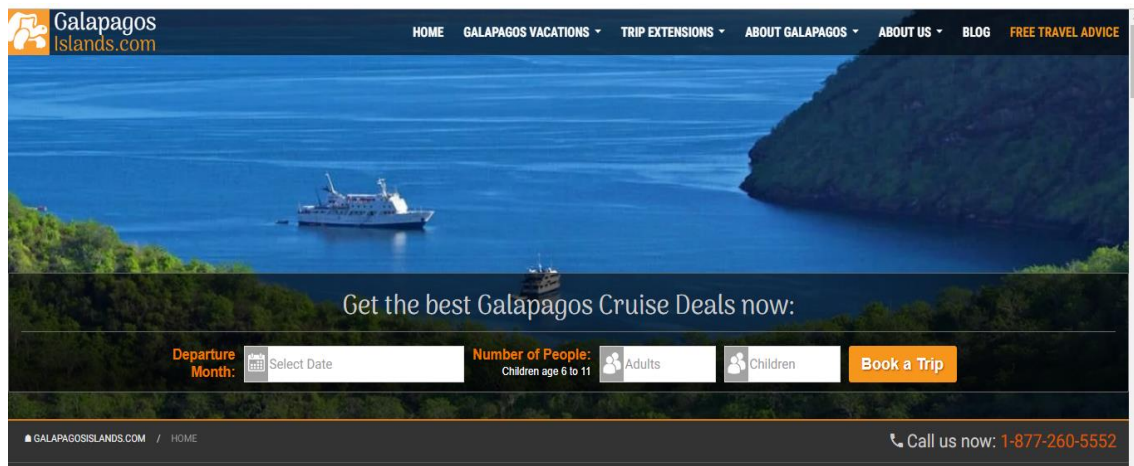 Galapagos
Islands.com
HOME GALAPAGOS VACATIONS TRIP EXTENSIONS ABOUT GALAPAGOS ABOUT US BLOG FREE TRAVEL ADVICE
Get the best Galapagos Cruise Deals now:
Departure Month:
Select Date
Number of People:
Children age 6 to 11
Adults
Children
Book a Trip
GALAPAGOSISLANDS.COM / HOME
Call us now: 1-877-260-5552